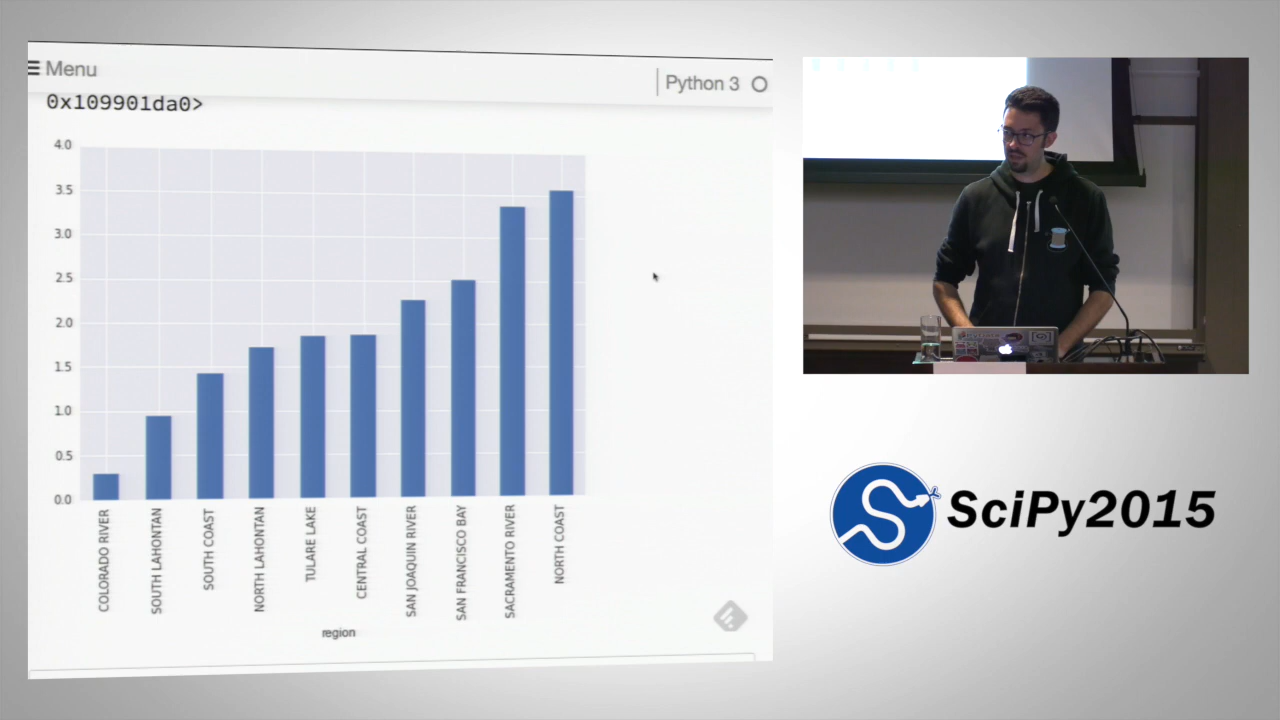 Menu
Python 3
0x109901da0>
4.0
3.5
3.0
2.5
2.0
1.5
1.0
0.5
0.0
COLORADO RIVER
SOUTH LAHONTAN
SOUTH COAST
NORTH LAHONTAN
TULARE LAKE
CENTRAL COAST
SAN JOAQUIN RIVER
SAN FRANCISCO BAY
SACRAMENTO RIVER
NORTH COAST
region
SciPy2015